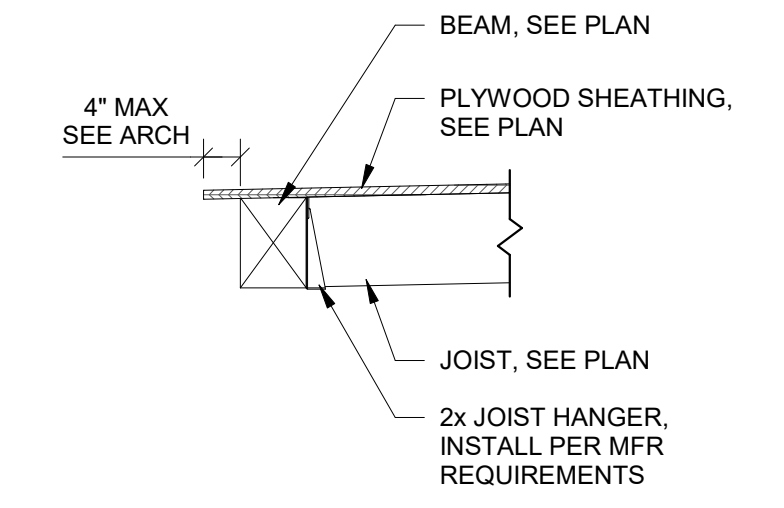 BEAM, SEE PLAN
4" MAX
SEE ARCH
PLYWOOD SHEATHING,
SEE PLAN
JOIST, SEE PLAN
2x JOIST HANGER,
INSTALL PER MFR
REQUIREMENTS